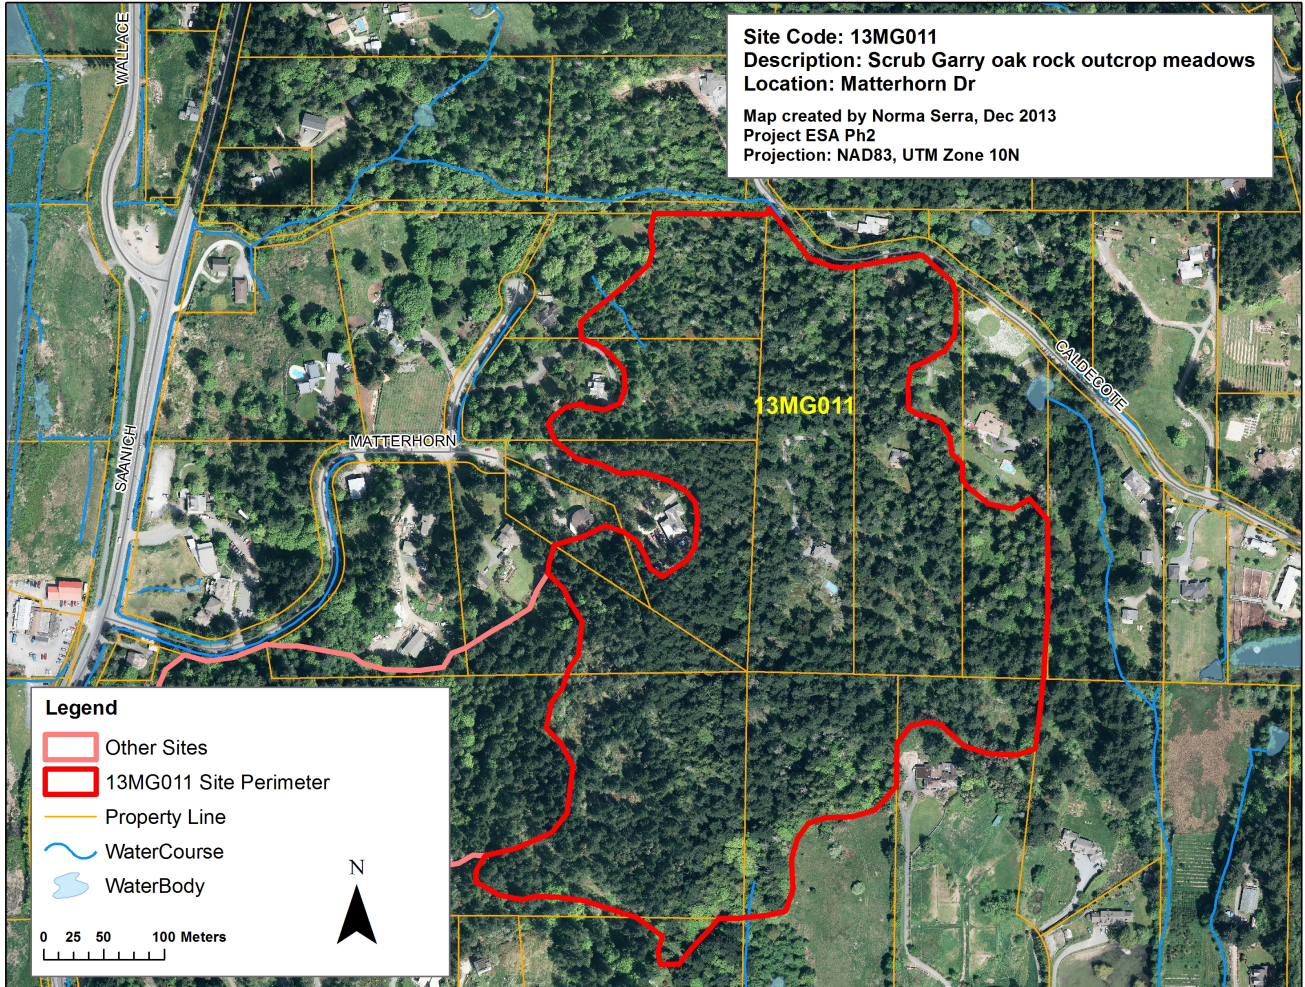 Site Code: 13MG011
Description: Scrub Garry oak rock outcrop meadows
Location: Matterhorn Dr
Map created by Norma Serra, Dec 2013
Project ESA Ph2
Projection: NAD83, UTM Zone 10N
WALLACE
CALDECOTE
13MG011
MATTERHORN
SAANICH
Legend
Other Sites
13MG011 Site Perimeter
Property Line
WaterCourse
WaterBody
N
0 25 50 100 Meters